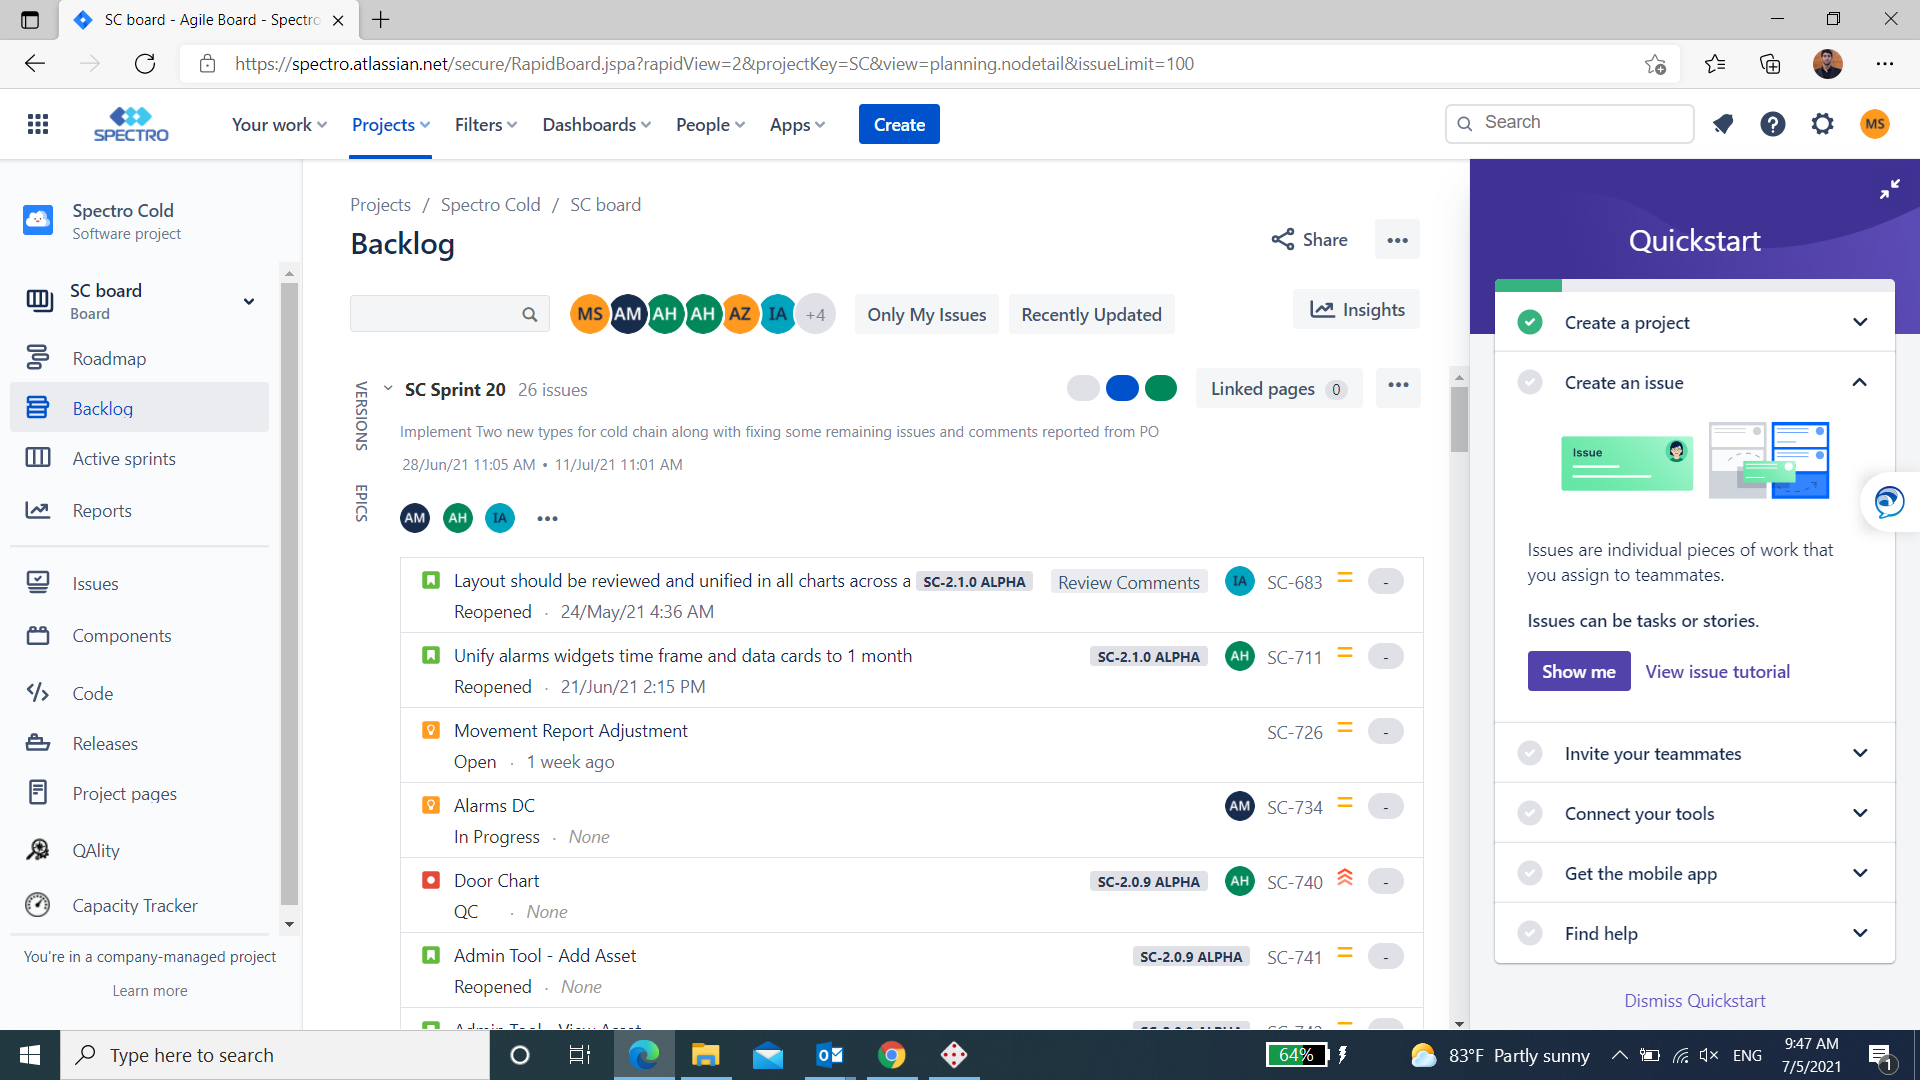 SC board - Agile Board - Spectro
https://spectro.atlassian.net/secure/RapidBoard.jspa?rapidView=2&projectKey=SC&view=planning.nodetail&issueLimit=100
SPECTRO
Your work
Projects
Filters
Dashboards
People
Apps
Create
Search
MS
Spectro Cold
Software project
SC board
Board
Roadmap
Backlog
Active sprints
Reports
Issues
Components
Code
Releases
Project pages
QAlity
Capacity Tracker
You're in a company-managed project
Learn more
Projects / Spectro Cold / SC board
Backlog
Share
MS AM AH AH AZ IA +4
Only My Issues
Recently Updated
Insights
VERSIONS
EPICS
SC Sprint 20 26 issues
Linked pages 0
Implement Two new types for cold chain along with fixing some remaining issues and comments reported from PO
28/Jun/21 11:05 AM • 11/Jul/21 11:01 AM
AM AH IA
Layout should be reviewed and unified in all charts across a SC-2.1.0 ALPHA Review Comments IA SC-683 -
Reopened · 24/May/21 4:36 AM
Unify alarms widgets time frame and data cards to 1 month SC-2.1.0 ALPHA AH SC-711 -
Reopened · 21/Jun/21 2:15 PM
Movement Report Adjustment SC-726 -
Open · 1 week ago
Alarms DC AM SC-734 -
In Progress · None
Door Chart SC-2.0.9 ALPHA AH SC-740 -
QC · None
Admin Tool - Add Asset SC-2.0.9 ALPHA SC-741 -
Reopened · None
Quickstart
Create a project
Create an issue
Issue
Issues are individual pieces of work that
you assign to teammates.
Issues can be tasks or stories.
Show me
View issue tutorial
Invite your teammates
Connect your tools
Get the mobile app
Find help
Dismiss Quickstart
Type here to search
64%
83°F Partly sunny
ENG
9:47 AM
7/5/2021
1